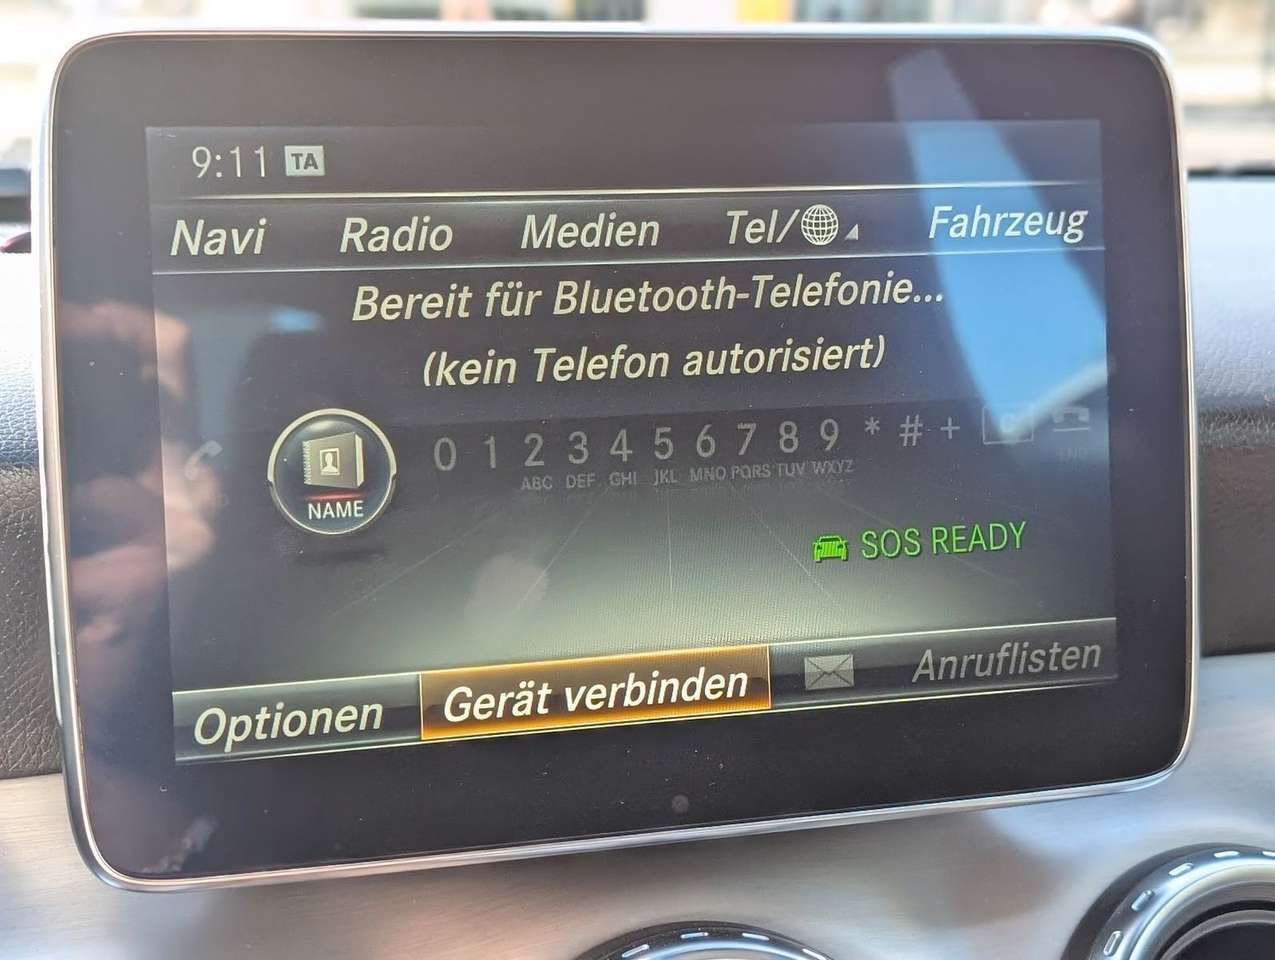 9:11 TA
Navi Radio Medien Tel/ Fahrzeug
Bereit für Bluetooth-Telefonie...
(kein Telefon autorisiert)
0 1 2 3 4 5 6 7 8 9 * # +
ABC DEF GHI JKL MNO PQRS TUV WXYZ
NAME
SOS READY
Optionen Gerät verbinden Anruflisten